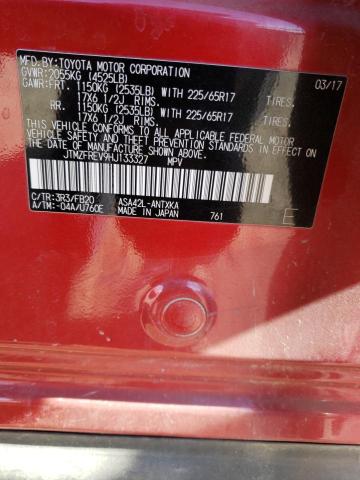 MFD.BY:TOYOTA MOTOR CORPORATION 03/17
GVWR:2055KG (4525LB)
GAWR:FRT. 1150KG (2535LB) WITH 225/65R17 TIRES,
17X6 1/2J RIMS.
RR. 1150KG (2535LB) WITH 225/65R17 TIRES,
17X6 1/2J RIMS.
THIS VEHICLE CONFORMS TO ALL APPLICABLE FEDERAL MOTOR
VEHICLE SAFETY, BUMPER, AND THEFT PREVENTION STANDARDS IN EFFECT ON
THE DATE OF MANUFACTURE SHOWN ABOVE.
JTMZFREV9HJ133327 MPV
C/TR:3R3/FB20 ASA42L-ANTXKA
A/TM:-04A/U760E MADE IN JAPAN 761 E